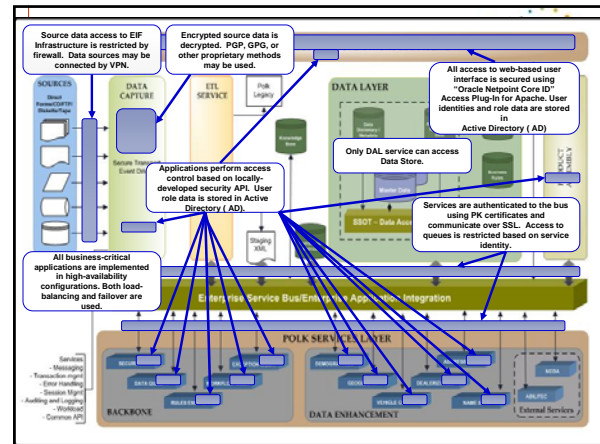 Source data access to EIF
Infrastructure is restricted by
firewall. Data sources may be
connected by VPN.
Encrypted source data is
decrypted. PGP, GPG, or
other proprietary methods may
be used.
All access to web-based user
interface is secured using
“Oracle Netpoint Core ID”
Access Plug-In for Apache. User
identities and role data are stored
in
Active Directory ( AD)
SOURCES
Direct
Diskette/Tape
DATA
CAPTURE
Secure
Event
ETL
SERVICE
Polk
Legacy
DATA LAYER
Only DAL service can access
Data Store.
Master Data
SSOT – Data
Applications perform access
control based on locally-
developed security API. User
role data is stored in Active
Directory ( AD).
Services are authenticated to the bus
using PK certificates and
communicate over SSL. Access to
queues is restricted based on service
identity.
Staging
XML
All business-critical
applications are implemented
in high-availability
configurations. Both load-
balancing and failover are
used.
Enterprise Service Bus/Enterprise Application Integration
POLK SERVICES LAYER
Services
- Messaging
- Transaction mgmt
- Error Handling
- Session Mgmt
- Auditing and Logging
- Workload
- Common API
BACKBONE
DATA ENHANCEMENT
VEHICLE
NAME
NCOA
External Services